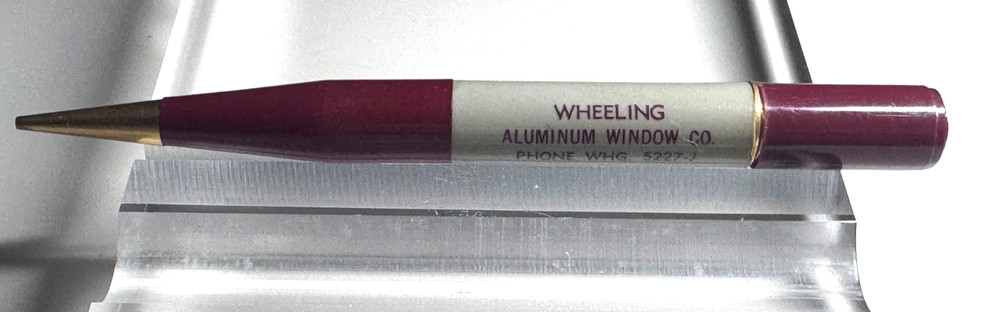 WHEELING
ALUMINUM WINDOW CO.
PHONE WHG. 5227-J